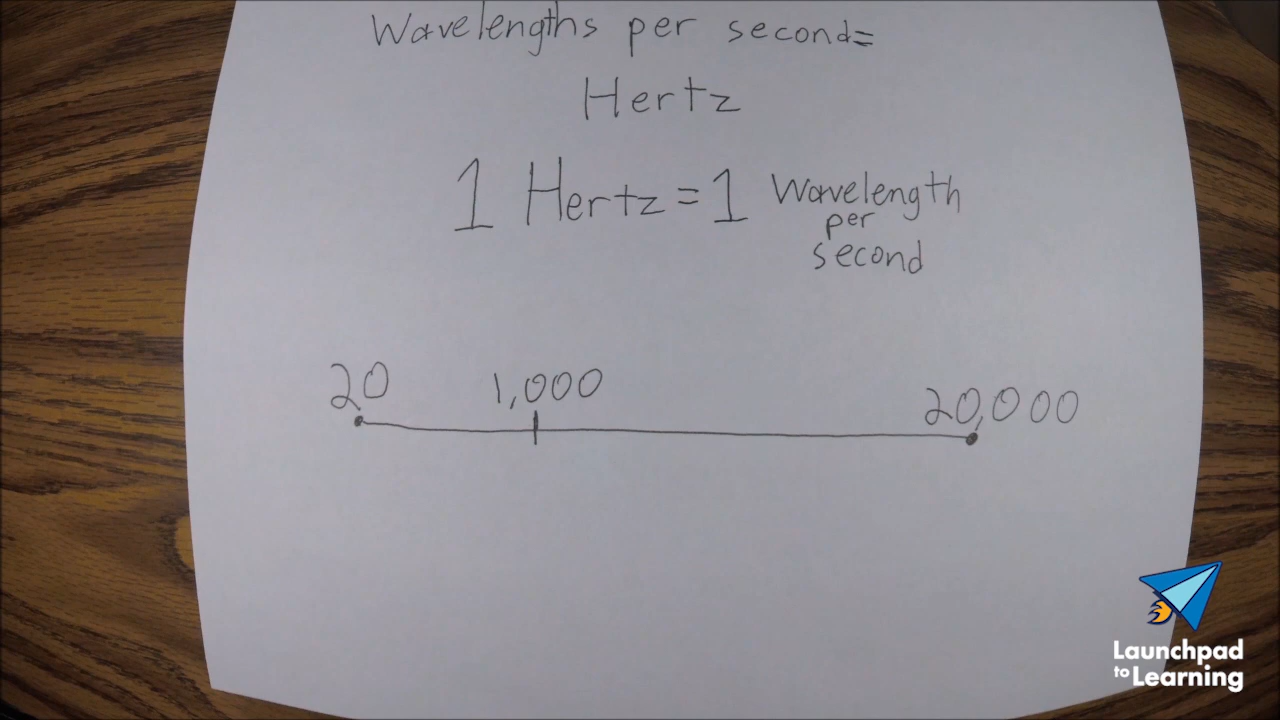 Wavelengths per second=
Hertz
1 Hertz = 1 Wavelength
per
second
20 1,000 20,000
Launchpad
to Learning